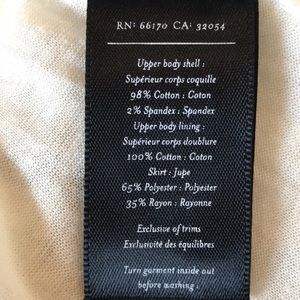 RN: 66170 CA: 32054
Upper body shell :
Supérieur corps coquille
98% Cotton : Coton
2% Spandex : Spandex
Upper body lining :
Supérieur corps doublure
100% Cotton : Coton
Skirt : Jupe
65% Polyester : Polyester
35% Rayon : Rayonne
Exclusive of trims
Exclusivité des équilibres
Turn garment inside out
before washing .